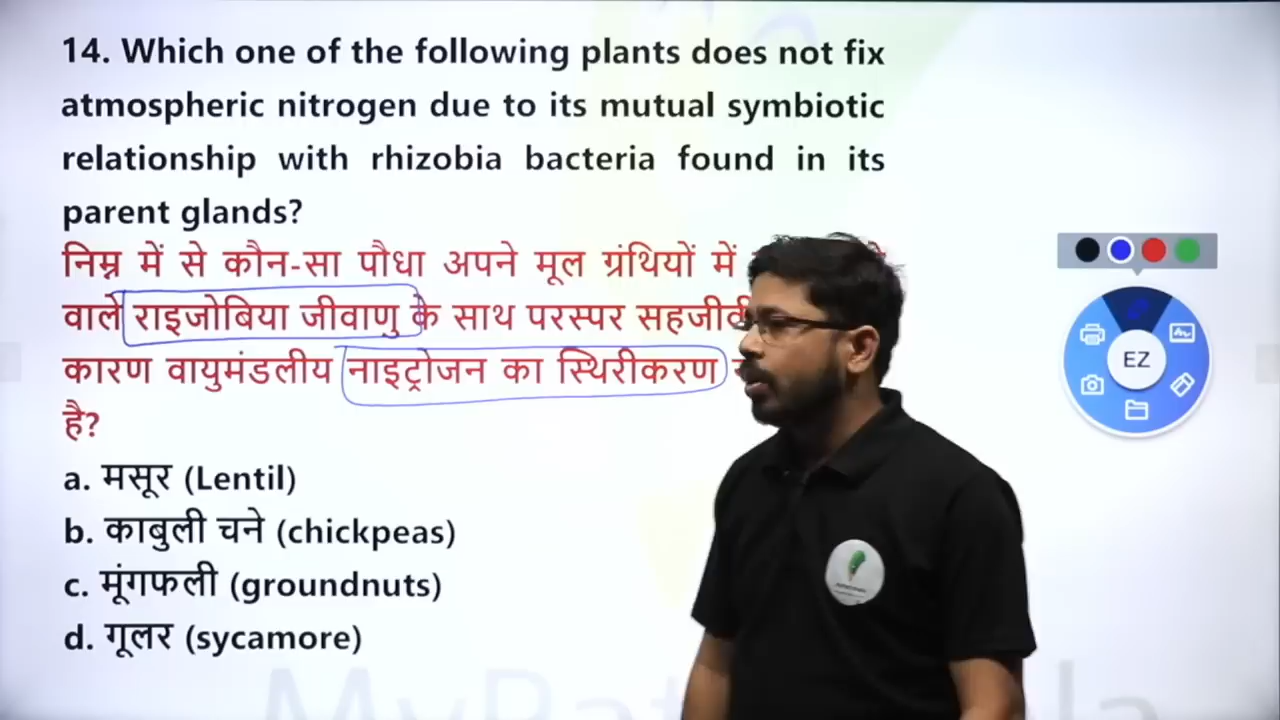 14. Which one of the following plants does not fix
atmospheric nitrogen due to its mutual symbiotic
relationship with rhizobia bacteria found in its
parent glands?
निम्न में से कौन-सा पौधा अपने मूल ग्रंथियों में
वाले राइजोबिया जीवाणु के साथ परस्पर
कारण वायुमंडलीय नाइट्रोजन का स्थिरीकरण
है?
a. मसूर (Lentil)
b. काबुली चने (chickpeas)
c. मूंगफली (groundnuts)
d. गूलर (sycamore)
EZ